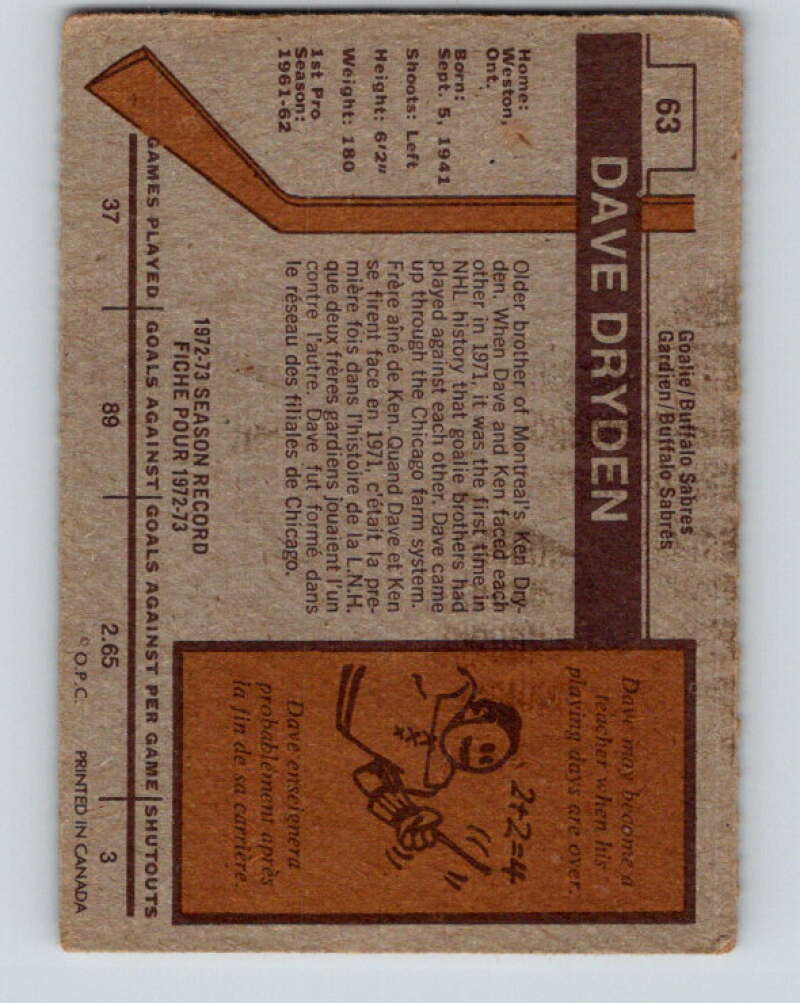 63
DAVE DRYDEN
Goalie/Buffalo Sabres
Gardien/Buffalo Sabres
Home:
Weston,
Ont.
Born:
Sept. 5, 1941
Shoots: Left
Height: 6'2"
Weight: 180
1st Pro
Season:
1961-62
Older brother of Montreal's Ken Dry-
den. When Dave and Ken faced each
other in 1971, it was the first time in
NHL history that goalie brothers had
played against each other. Dave came
up through the Chicago farm system.
Frère aîné de Ken. Quand Dave et Ken
se firent face en 1971, c'était la pre-
mière fois dans l'histoire de la L.N.H.
que deux frères gardiens jouaient l'un
contre l'autre. Dave fut formé dans
le réseau des filiales de Chicago.
Dave may become a
teacher when his
playing days are over.
2+2=4
Dave enseignera
probablement après
la fin de sa carrière.
1972-73 SEASON RECORD
FICHE POUR 1972-73
GAMES PLAYED GOALS AGAINST GOALS AGAINST PER GAME SHUTOUTS
37 89 2.65 3
© O.P.C. PRINTED IN CANADA